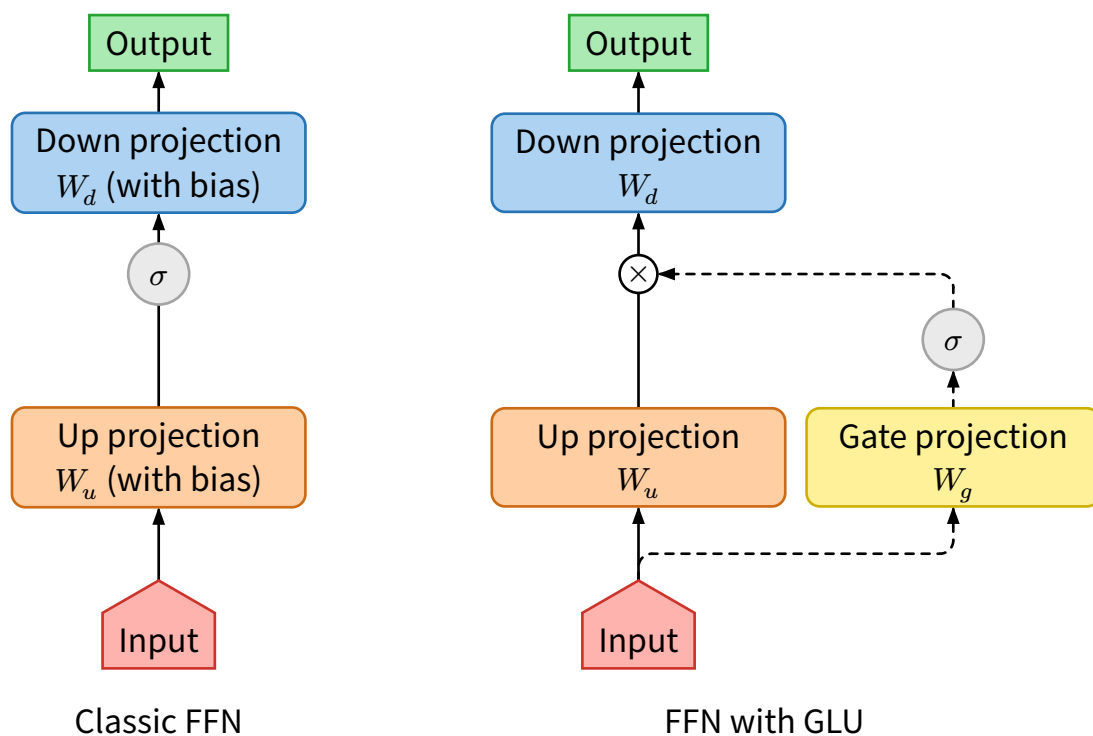 Output
Down projection
W_d (with bias)
σ
Up projection
W_u (with bias)
Input
Classic FFN
Output
Down projection
W_d
×
σ
Up projection
W_u
Gate projection
W_g
Input
FFN with GLU